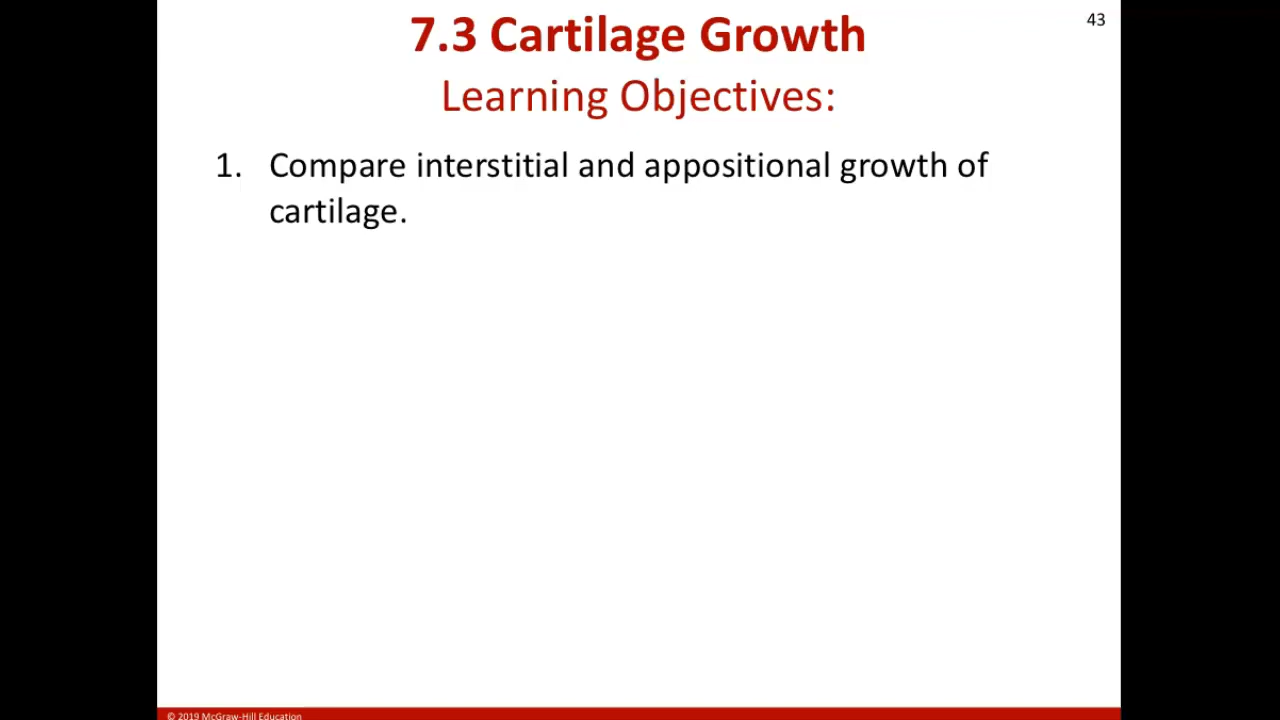 43
7.3 Cartilage Growth
Learning Objectives:
1. Compare interstitial and appositional growth of
cartilage.
© 2019 McGraw-Hill Education